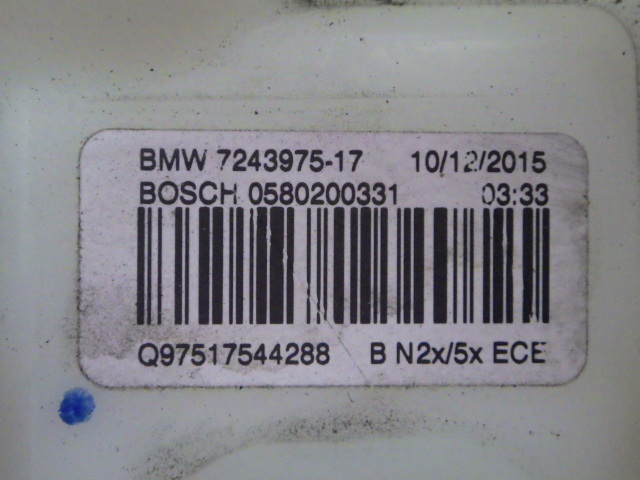 BMW 7243975-17 10/12/2015
BOSCH 0580200331 03:33
Q97517544288 B N2x/5x ECE